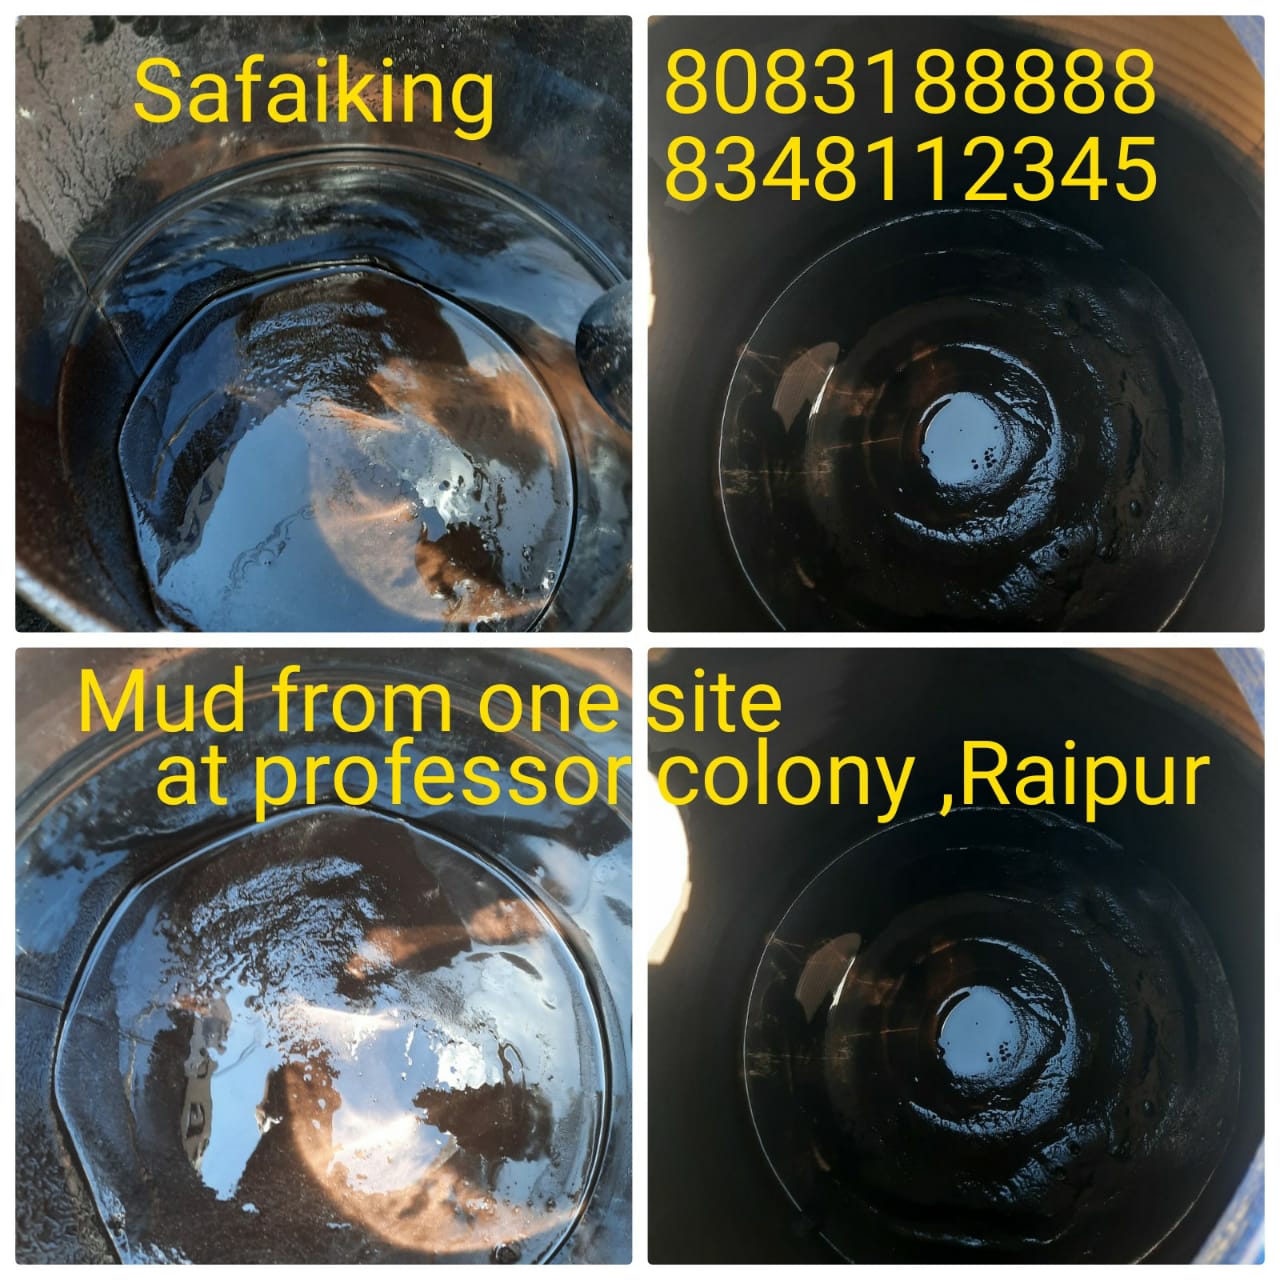 Safaiking
8083188888
8348112345
Mud from one site
at professor colony ,Raipur